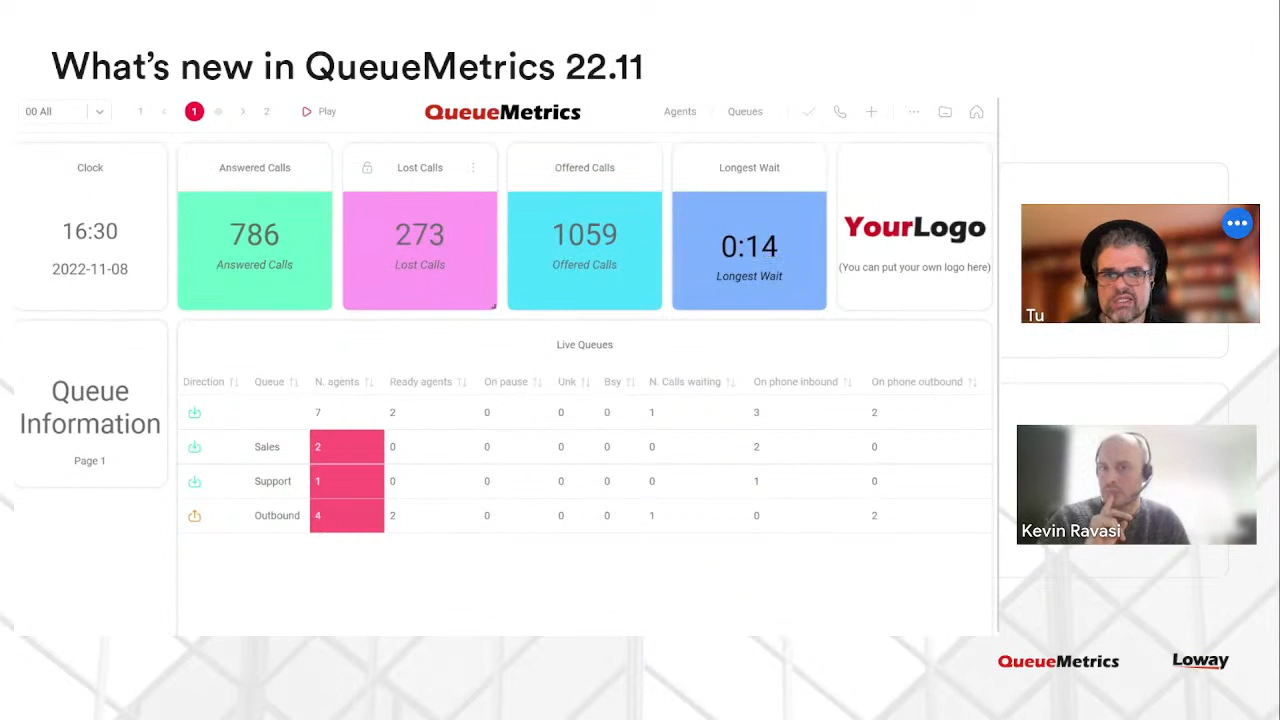 What's new in QueueMetrics 22.11
00 All 1 1 2 Play QueueMetrics Agents Queues
Clock Answered Calls Lost Calls Offered Calls Longest Wait
16:30 786 273 1059 0:14 YourLogo
2022-11-08 Answered Calls Lost Calls Offered Calls Longest Wait (You can put your own logo here)
Tu
Live Queues
Direction Queue N. agents Ready agents On pause Unk Bsy N. Calls waiting On phone inbound On phone outbound
Queue
Information
Page 1
7 2 0 0 0 1 3 2
Sales 2 0 0 0 0 0 2 0
Support 1 0 0 0 0 0 1 0
Outbound 4 2 0 0 0 1 0 2
Kevin Ravasi
QueueMetrics Loway